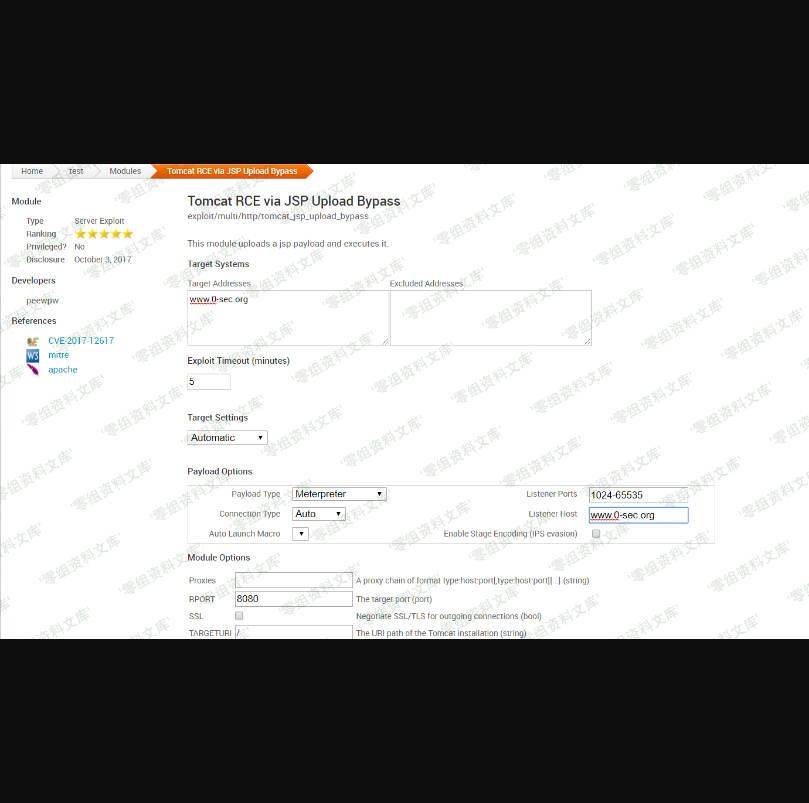 Home test Modules Tomcat RCE via JSP Upload Bypass
Module
Type Server Exploit
Ranking
Privileged? No
Disclosure October 3, 2017
Developers
peewpw
References
CVE-2017-12617
mitre
apache
Tomcat RCE via JSP Upload Bypass
exploit/multi/http/tomcat_jsp_upload_bypass
This module uploads a jsp payload and executes it.
Target Systems
Target Addresses Excluded Addresses
www.0-sec.org
Exploit Timeout (minutes)
5
Target Settings
Automatic
Payload Options
Payload Type Meterpreter Listener Ports 1024-65535
Connection Type Auto Listener Host www.0-sec.org
Auto Launch Macro Enable Stage Encoding (IPS evasion)
Module Options
Proxies A proxy chain of format type:host:port[,type:host:port][...] (string)
RPORT 8080 The target port (port)
SSL Negotiate SSL/TLS for outgoing connections (bool)
TARGETURI / The URI path of the Tomcat installation (string)
零组资料文库